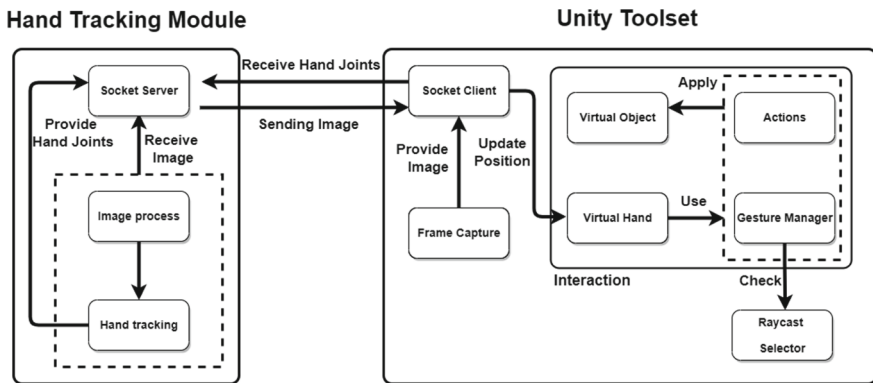 Hand Tracking Module
Unity Toolset
Socket Server
Provide
Hand Joints
Receive
Image
Image process
Hand tracking
Receive Hand Joints
Sending Image
Socket Client
Provide
Image
Update
Position
Frame Capture
Apply
Virtual Object
Actions
Virtual Hand
Use
Gesture Manager
Interaction
Check
Raycast
Selector